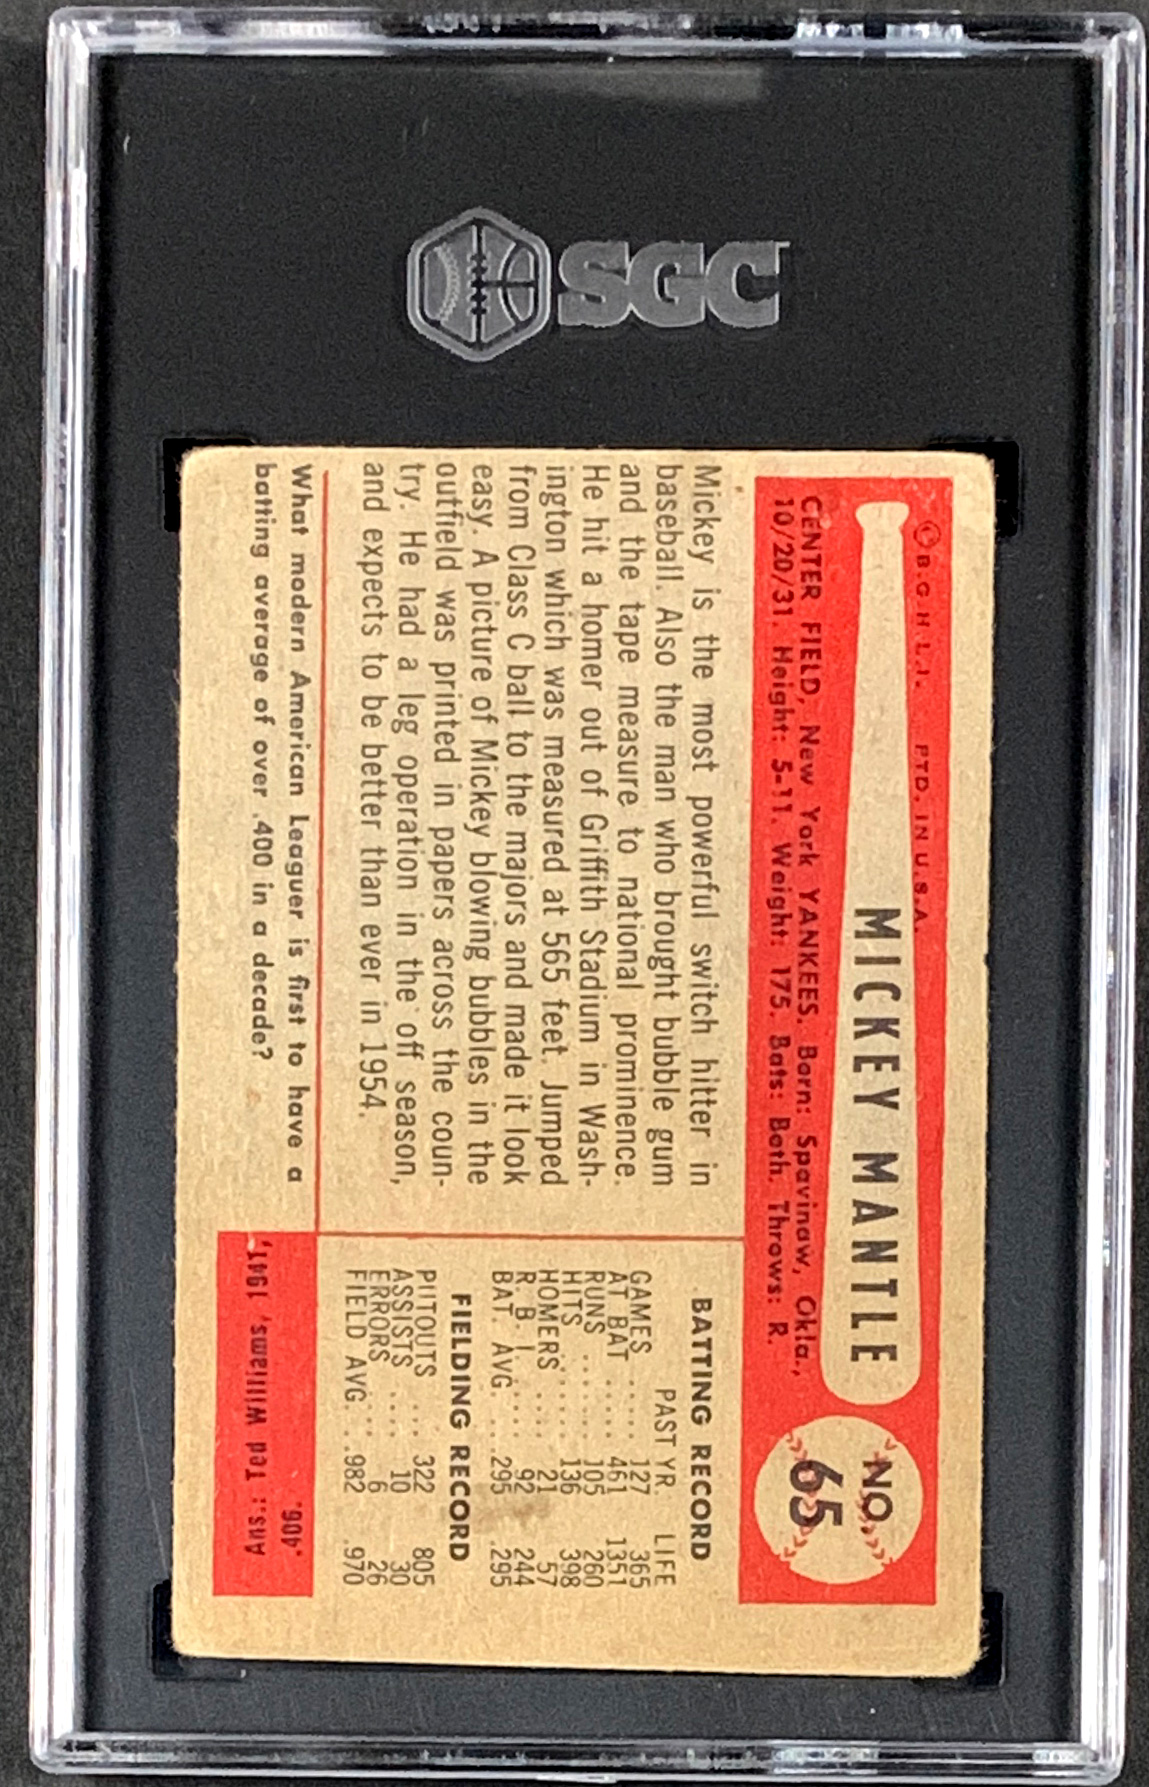 SGC
© B.G.H.L.I. PTD. IN U.S.A.
MICKEY MANTLE
NO.
65
CENTER FIELD, New York YANKEES. Born: Spavinaw, Okla.,
10/20/31. Height: 5-11. Weight: 175. Bats: Both. Throws: R.
Mickey is the most powerful switch hitter in
baseball. Also the man who brought bubble gum
and the tape measure to national prominence.
He hit a homer out of Griffith Stadium in Wash-
ington which was measured at 565 feet. Jumped
from Class C ball to the majors and made it look
easy. A picture of Mickey blowing bubbles in the
outfield was printed in papers across the coun-
try. He had a leg operation in the off season,
and expects to be better than ever in 1954.
BATTING RECORD
PAST YR. LIFE
GAMES ..... 127 365
AT BAT .... 461 1351
RUNS ...... 105 260
HITS ...... 136 398
HOMERS .... 21 57
R. B. I. .... 92 244
BAT. AVG. ... .295 .295
FIELDING RECORD
PUTOUTS ... 322 805
ASSISTS .... 10 30
ERRORS .... 6 26
FIELD AVG. . .982 .970
What modern American Leaguer is first to have a
batting average of over .400 in a decade?
Ans.: Ted Williams, 1941,
.406.